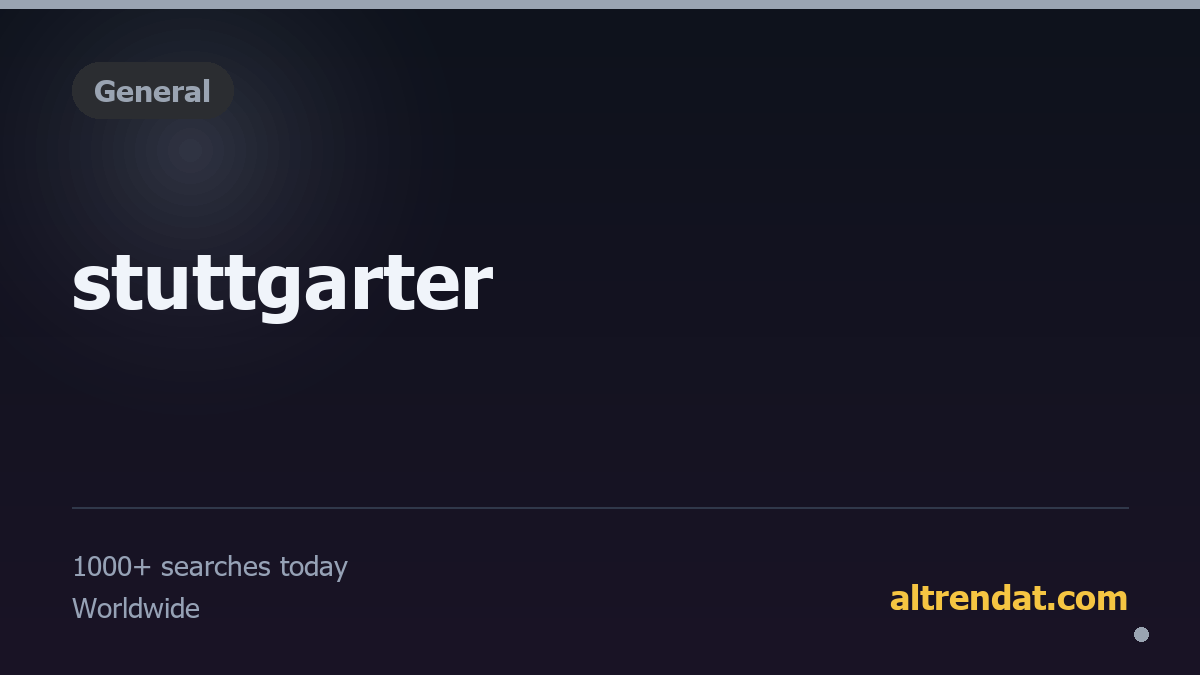 General
stuttgarter
1000+ searches today
Worldwide
altrendat.com